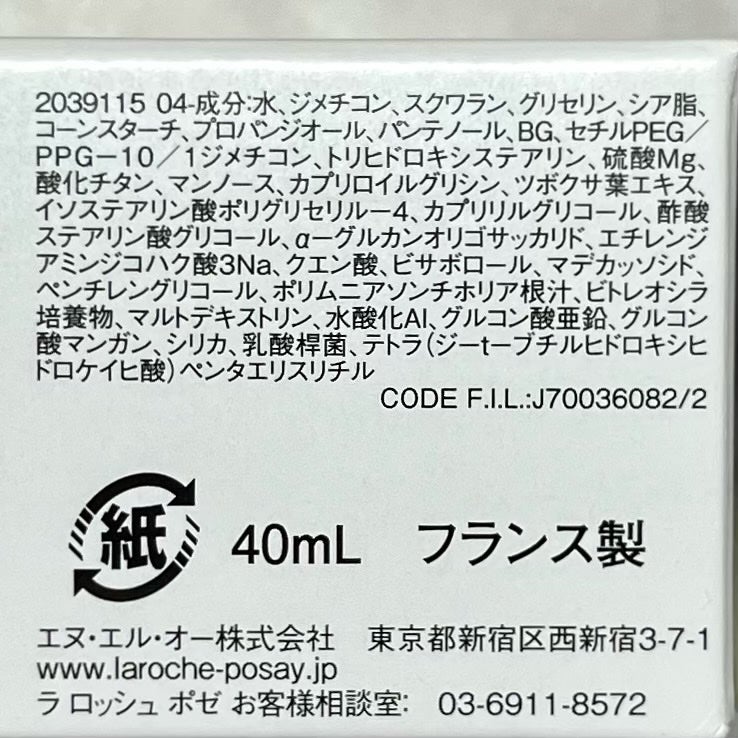 2039115 04-成分:水、ジメチコン、スクワラン、グリセリン、シア脂、
コーンスターチ、プロパンジオール、パンテノール、BG、セチルPEG/
PPG-10/1ジメチコン、トリヒドロキシステアリン、硫酸Mg、
酸化チタン、マンノース、カプリロイルグリシン、ツボクサ葉エキス、
イソステアリン酸ポリグリセリル-4、カプリリルグリコール、酢酸
ステアリン酸グリコール、α-グルカンオリゴサッカリド、エチレンジ
アミンジコハク酸3Na、クエン酸、ビサボロール、マデカッソシド、
ペンチレングリコール、ポリムニアソンチホリア根汁、ビトレオシラ
培養物、マルトデキストリン、水酸化Al、グルコン酸亜鉛、グルコン
酸マンガン、シリカ、乳酸桿菌、テトラ(ジ-t-ブチルヒドロキシヒ
ドロケイヒ酸)ペンタエリスリチル
CODE F.I.L.:J70036082/2
紙 40mL フランス製
エヌ・エル・オー株式会社 東京都新宿区西新宿3-7-1
www.laroche-posay.jp
ラ ロッシュ ポゼ お客様相談室: 03-6911-8572